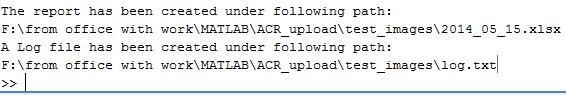 The report has been created under following path:
F:\from office with work\MATLAB\ACR_upload\test_images\2014_05_15.xlsx
A Log file has been created under following path:
F:\from office with work\MATLAB\ACR_upload\test_images\log.txt
>>